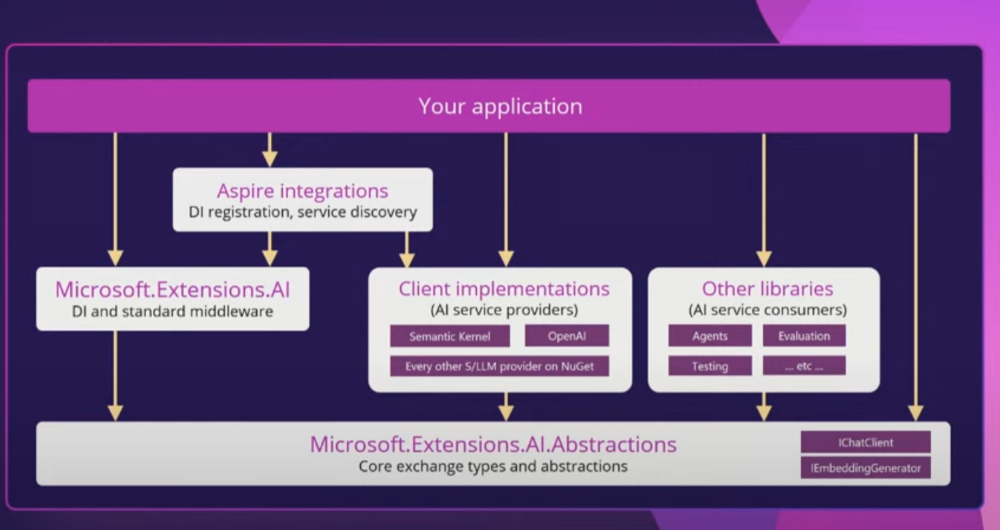 Your application
Aspire integrations
DI registration, service discovery
Microsoft.Extensions.AI
DI and standard middleware
Client implementations
(AI service providers)
Semantic Kernel
OpenAI
Every other S/LLM provider on NuGet
Other libraries
(AI service consumers)
Agents
Evaluation
Testing
... etc ...
Microsoft.Extensions.AI.Abstractions
Core exchange types and abstractions
IChatClient
IEmbeddingGenerator